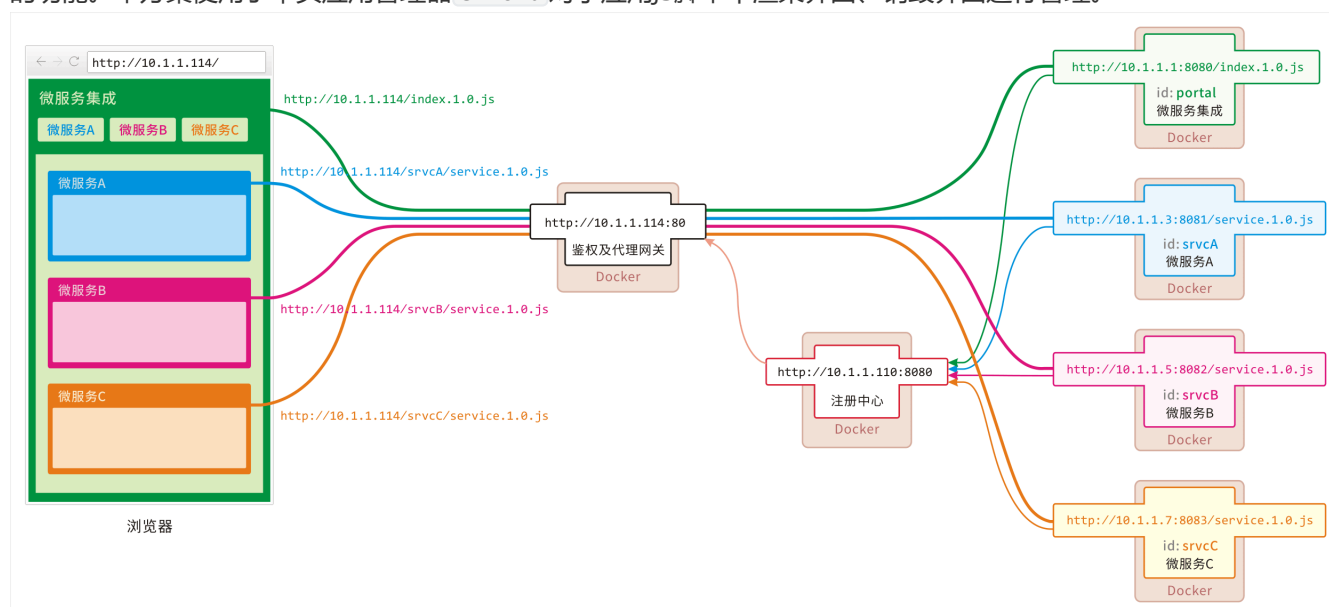 http://10.1.1.114/
微服务集成
微服务A 微服务B 微服务C
微服务A
微服务B
微服务C
浏览器
http://10.1.1.114/index.1.0.js
http://10.1.1.114/srvcA/service.1.0.js
http://10.1.1.114/srvcB/service.1.0.js
http://10.1.1.114/srvcC/service.1.0.js
http://10.1.1.114:80
鉴权及代理网关
Docker
http://10.1.1.110:8080
注册中心
Docker
http://10.1.1.1:8080/index.1.0.js
id: portal
微服务集成
Docker
http://10.1.1.3:8081/service.1.0.js
id: srvcA
微服务A
Docker
http://10.1.1.5:8082/service.1.0.js
id: srvcB
微服务B
Docker
http://10.1.1.7:8083/service.1.0.js
id: srvcC
微服务C
Docker